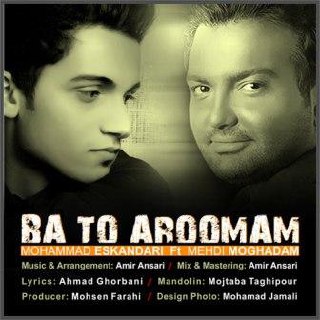 BA TO AROOMAM
MOHAMMAD ESKANDARI Ft MEHDI MOGHADAM
Music & Arrangement: Amir Ansari / Mix & Mastering: Amir Ansari
Lyrics: Ahmad Ghorbani / Mandolin: Mojtaba Taghipour
Producer: Mohsen Farahi / Design Photo: Mohamad Jamali